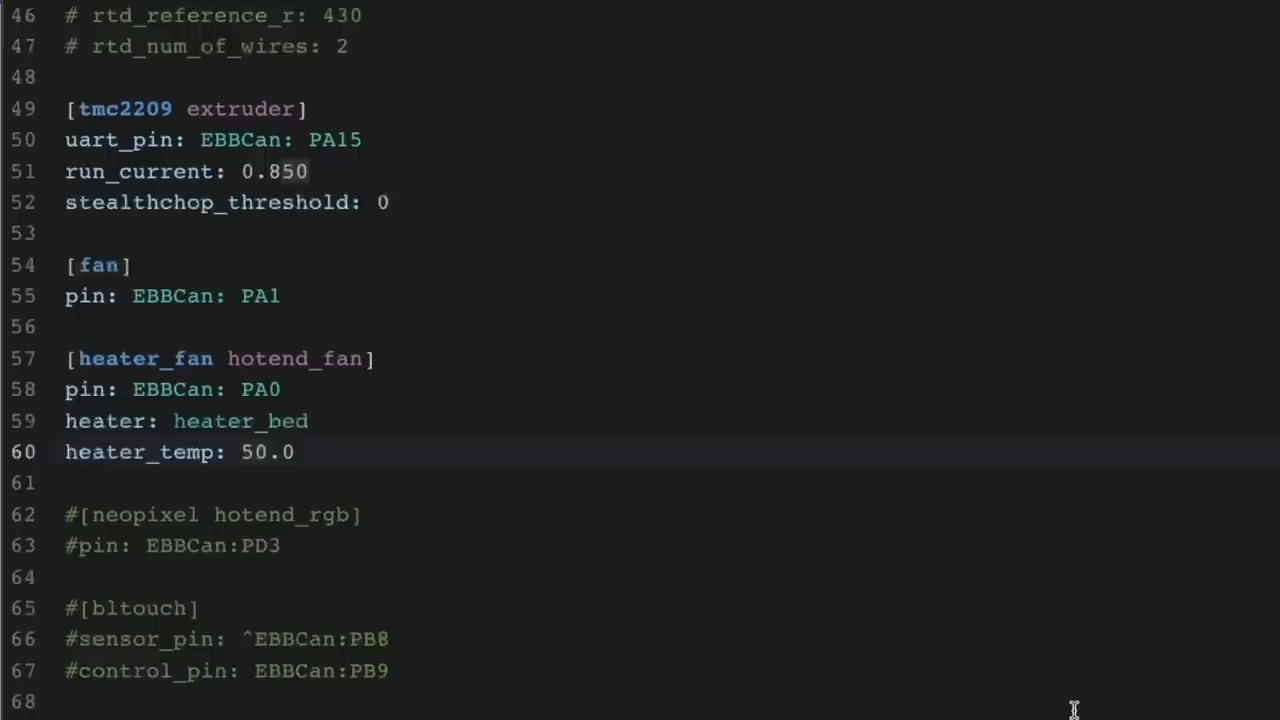 46 # rtd_reference_r: 430
47 # rtd_num_of_wires: 2
48
49 [tmc2209 extruder]
50 uart_pin: EBBCan: PA15
51 run_current: 0.850
52 stealthchop_threshold: 0
53
54 [fan]
55 pin: EBBCan: PA1
56
57 [heater_fan hotend_fan]
58 pin: EBBCan: PA0
59 heater: heater_bed
60 heater_temp: 50.0
61
62 #[neopixel hotend_rgb]
63 #pin: EBBCan:PD3
64
65 #[bltouch]
66 #sensor_pin: ^EBBCan:PB8
67 #control_pin: EBBCan:PB9
68